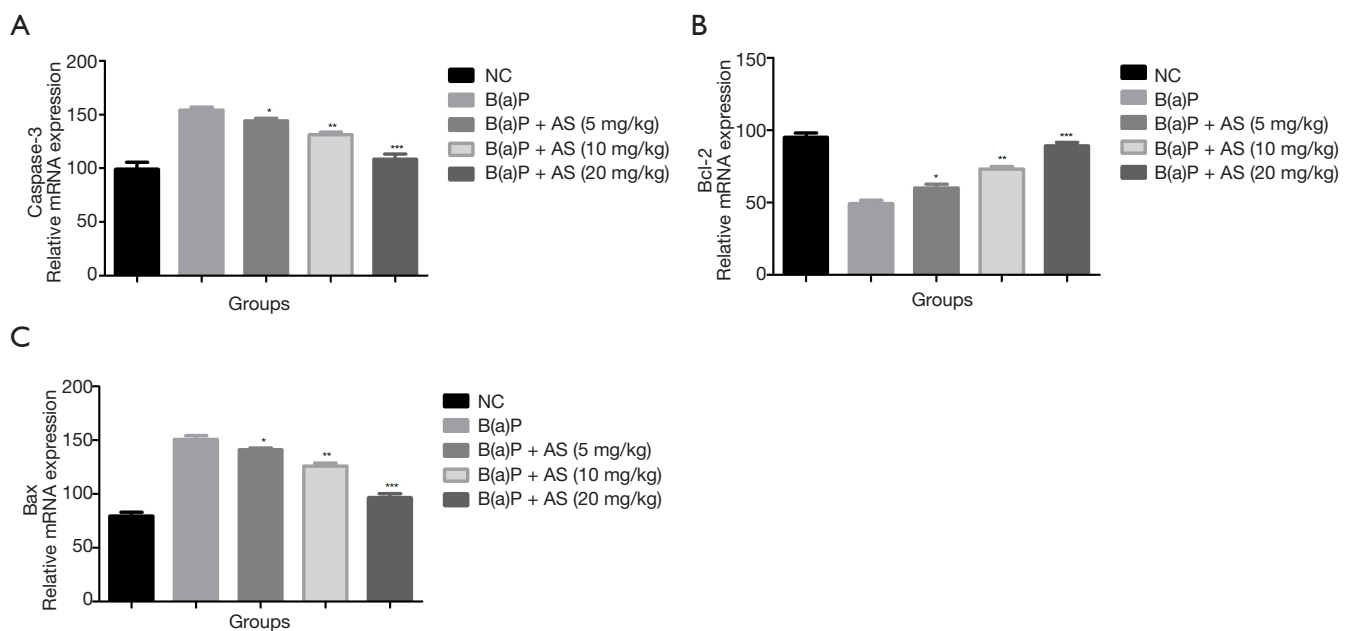 A
Caspase-3
Relative mRNA expression
200
150
100
50
0
*
**
***
Groups
NC
B(a)P
B(a)P + AS (5 mg/kg)
B(a)P + AS (10 mg/kg)
B(a)P + AS (20 mg/kg)
B
Bcl-2
Relative mRNA expression
150
100
50
0
*
**
***
Groups
NC
B(a)P
B(a)P + AS (5 mg/kg)
B(a)P + AS (10 mg/kg)
B(a)P + AS (20 mg/kg)
C
Bax
Relative mRNA expression
200
150
100
50
0
*
**
***
Groups
NC
B(a)P
B(a)P + AS (5 mg/kg)
B(a)P + AS (10 mg/kg)
B(a)P + AS (20 mg/kg)